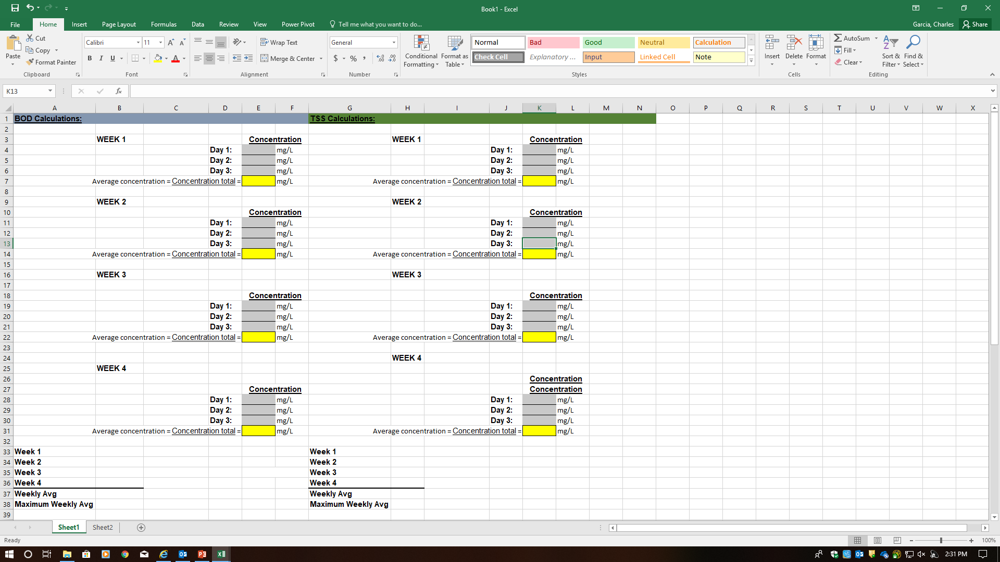 Book1 - Excel
File Home Insert Page Layout Formulas Data Review View Power Pivot Tell me what you want to do... Garcia, Charles Share
Paste Cut Copy Format Painter Clipboard
Calibri 11 B I U A Font
Wrap Text Merge & Center Alignment
General $ % , Number
Conditional Formatting Format as Table
Normal Bad Good Neutral Calculation
Check Cell Explanatory ... Input Linked Cell Note
Styles
Insert Delete Format Cells
AutoSum Fill Clear Sort & Filter Find & Select Editing
K13 fx
A B C D E F G H I J K L M N O P Q R S T U V W X
1 BOD Calculations: TSS Calculations:
2
3 WEEK 1 Concentration WEEK 1 Concentration
4 Day 1: mg/L Day 1: mg/L
5 Day 2: mg/L Day 2: mg/L
6 Day 3: mg/L Day 3: mg/L
7 Average concentration = Concentration total = mg/L Average concentration = Concentration total = mg/L
8
9 WEEK 2 WEEK 2
10 Concentration Concentration
11 Day 1: mg/L Day 1: mg/L
12 Day 2: mg/L Day 2: mg/L
13 Day 3: mg/L Day 3: mg/L
14 Average concentration = Concentration total = mg/L Average concentration = Concentration total = mg/L
15
16 WEEK 3 WEEK 3
17
18 Concentration Concentration
19 Day 1: mg/L Day 1: mg/L
20 Day 2: mg/L Day 2: mg/L
21 Day 3: mg/L Day 3: mg/L
22 Average concentration = Concentration total = mg/L Average concentration = Concentration total = mg/L
23
24 WEEK 4
25 WEEK 4
26 Concentration
27 Concentration Concentration
28 Day 1: mg/L Day 1: mg/L
29 Day 2: mg/L Day 2: mg/L
30 Day 3: mg/L Day 3: mg/L
31 Average concentration = Concentration total = mg/L Average concentration = Concentration total = mg/L
32
33 Week 1 Week 1
34 Week 2 Week 2
35 Week 3 Week 3
36 Week 4 Week 4
37 Weekly Avg Weekly Avg
38 Maximum Weekly Avg Maximum Weekly Avg
39
Sheet1 Sheet2
Ready 100%
2:31 PM